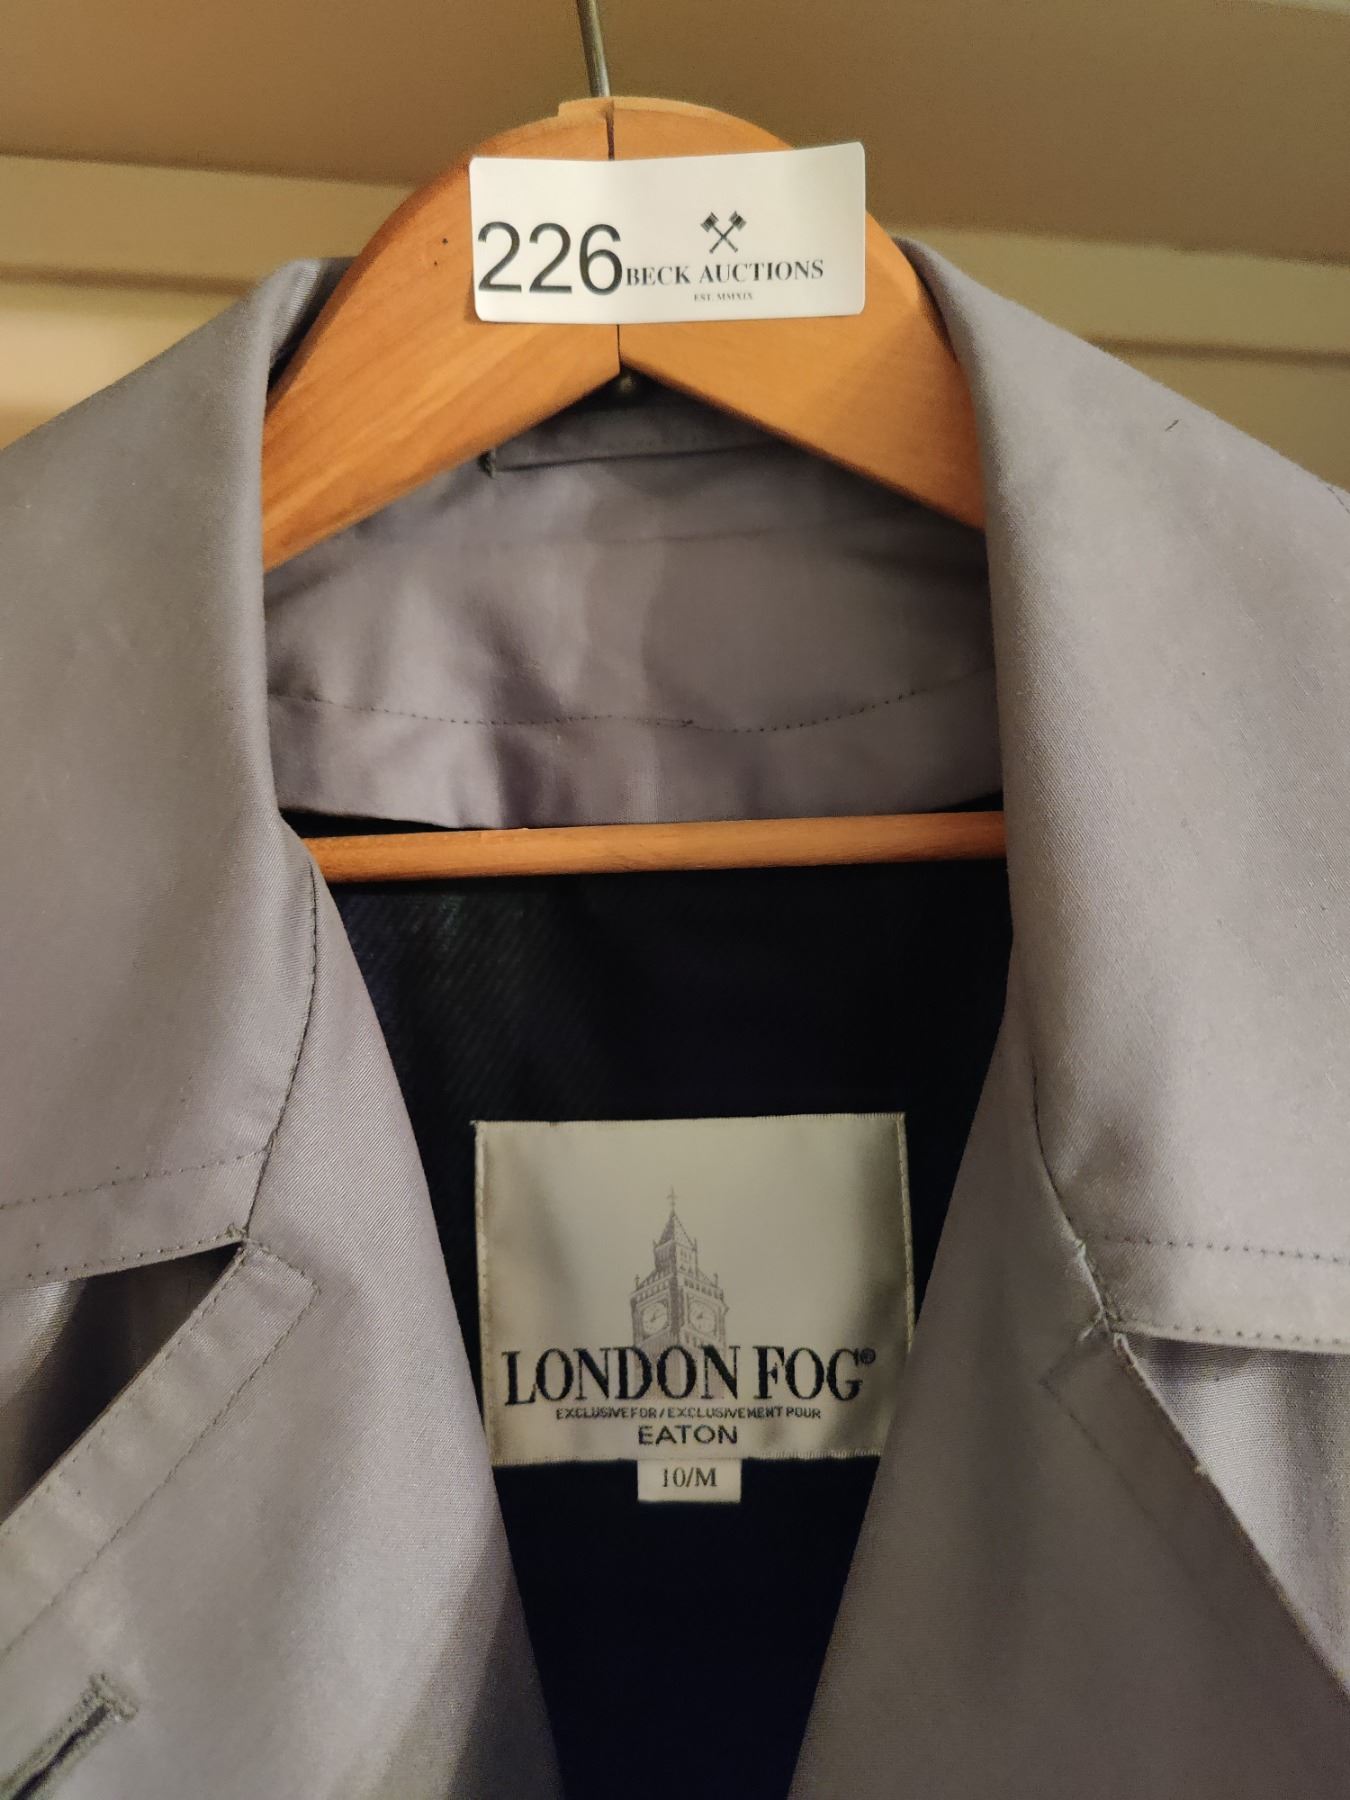 226
BECK AUCTIONS
EST. MMXIX
LONDON FOG®
EXCLUSIVE FOR / EXCLUSIVEMENT POUR
EATON
10/M